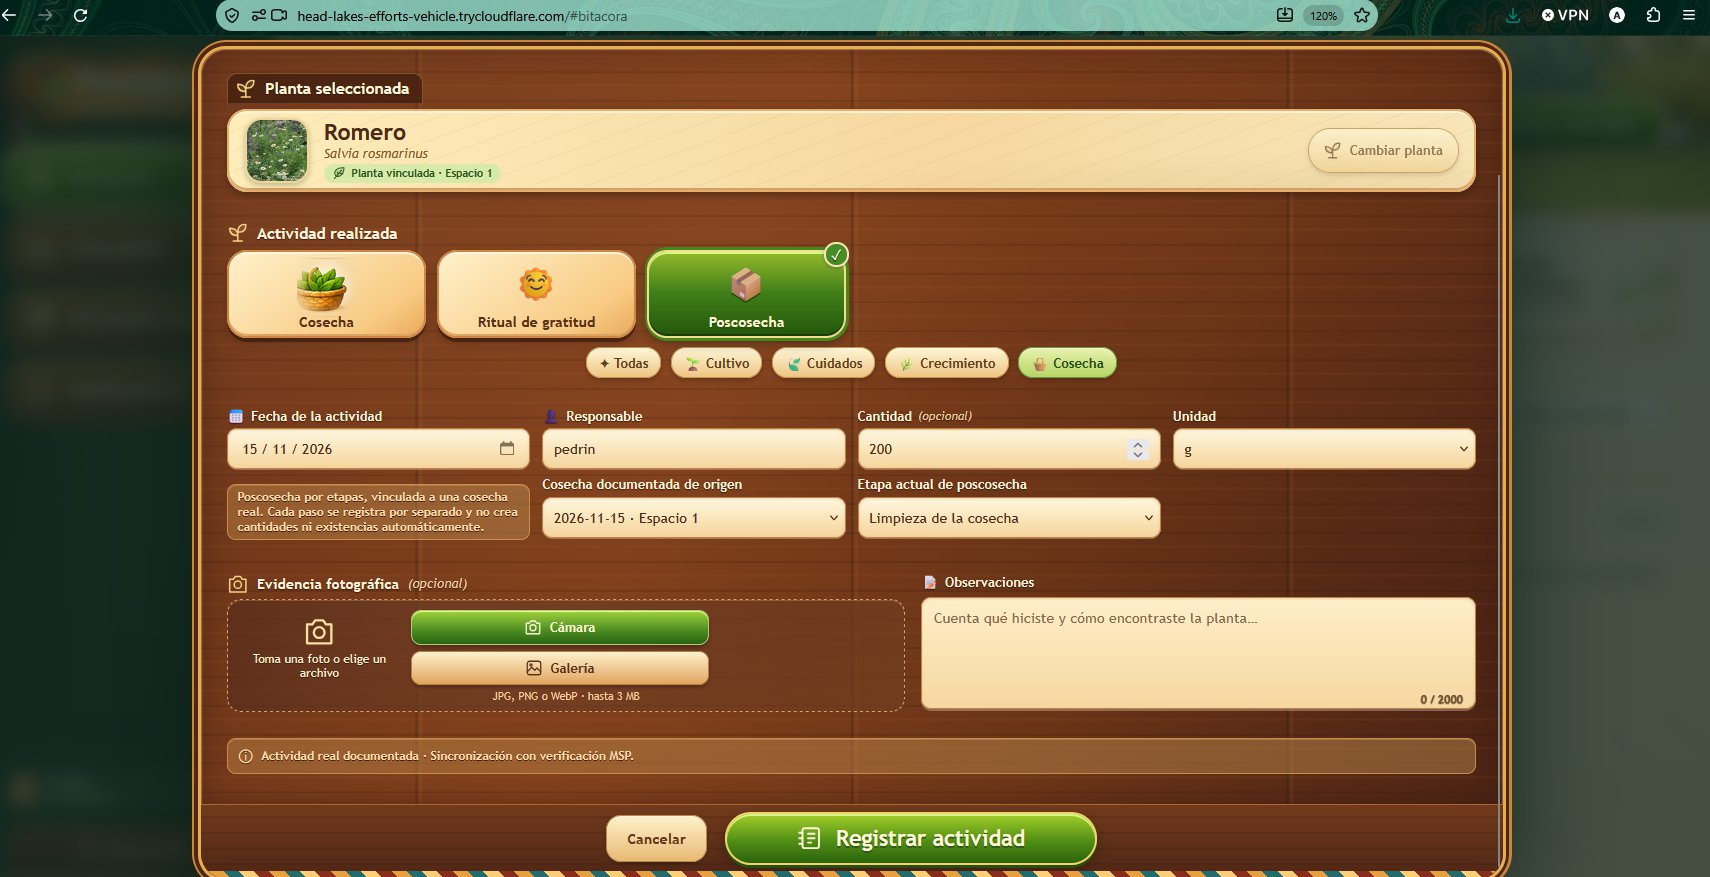 head-lakes-efforts-vehicle.trycloudflare.com/#bitacora
120%
VPN
A
Planta seleccionada
Romero
Salvia rosmarinus
Planta vinculada · Espacio 1
Cambiar planta
Actividad realizada
Cosecha
Ritual de gratitud
Poscosecha
Todas
Cultivo
Cuidados
Crecimiento
Cosecha
Fecha de la actividad
Responsable
Cantidad (opcional)
Unidad
15 / 11 / 2026
pedrin
200
g
Poscosecha por etapas, vinculada a una cosecha
real. Cada paso se registra por separado y no crea
cantidades ni existencias automáticamente.
Cosecha documentada de origen
2026-11-15 · Espacio 1
Etapa actual de poscosecha
Limpieza de la cosecha
Evidencia fotográfica (opcional)
Toma una foto o elige un
archivo
Cámara
Galería
JPG, PNG o WebP · hasta 3 MB
Observaciones
Cuenta qué hiciste y cómo encontraste la planta...
0 / 2000
Actividad real documentada · Sincronización con verificación MSP.
Cancelar
Registrar actividad